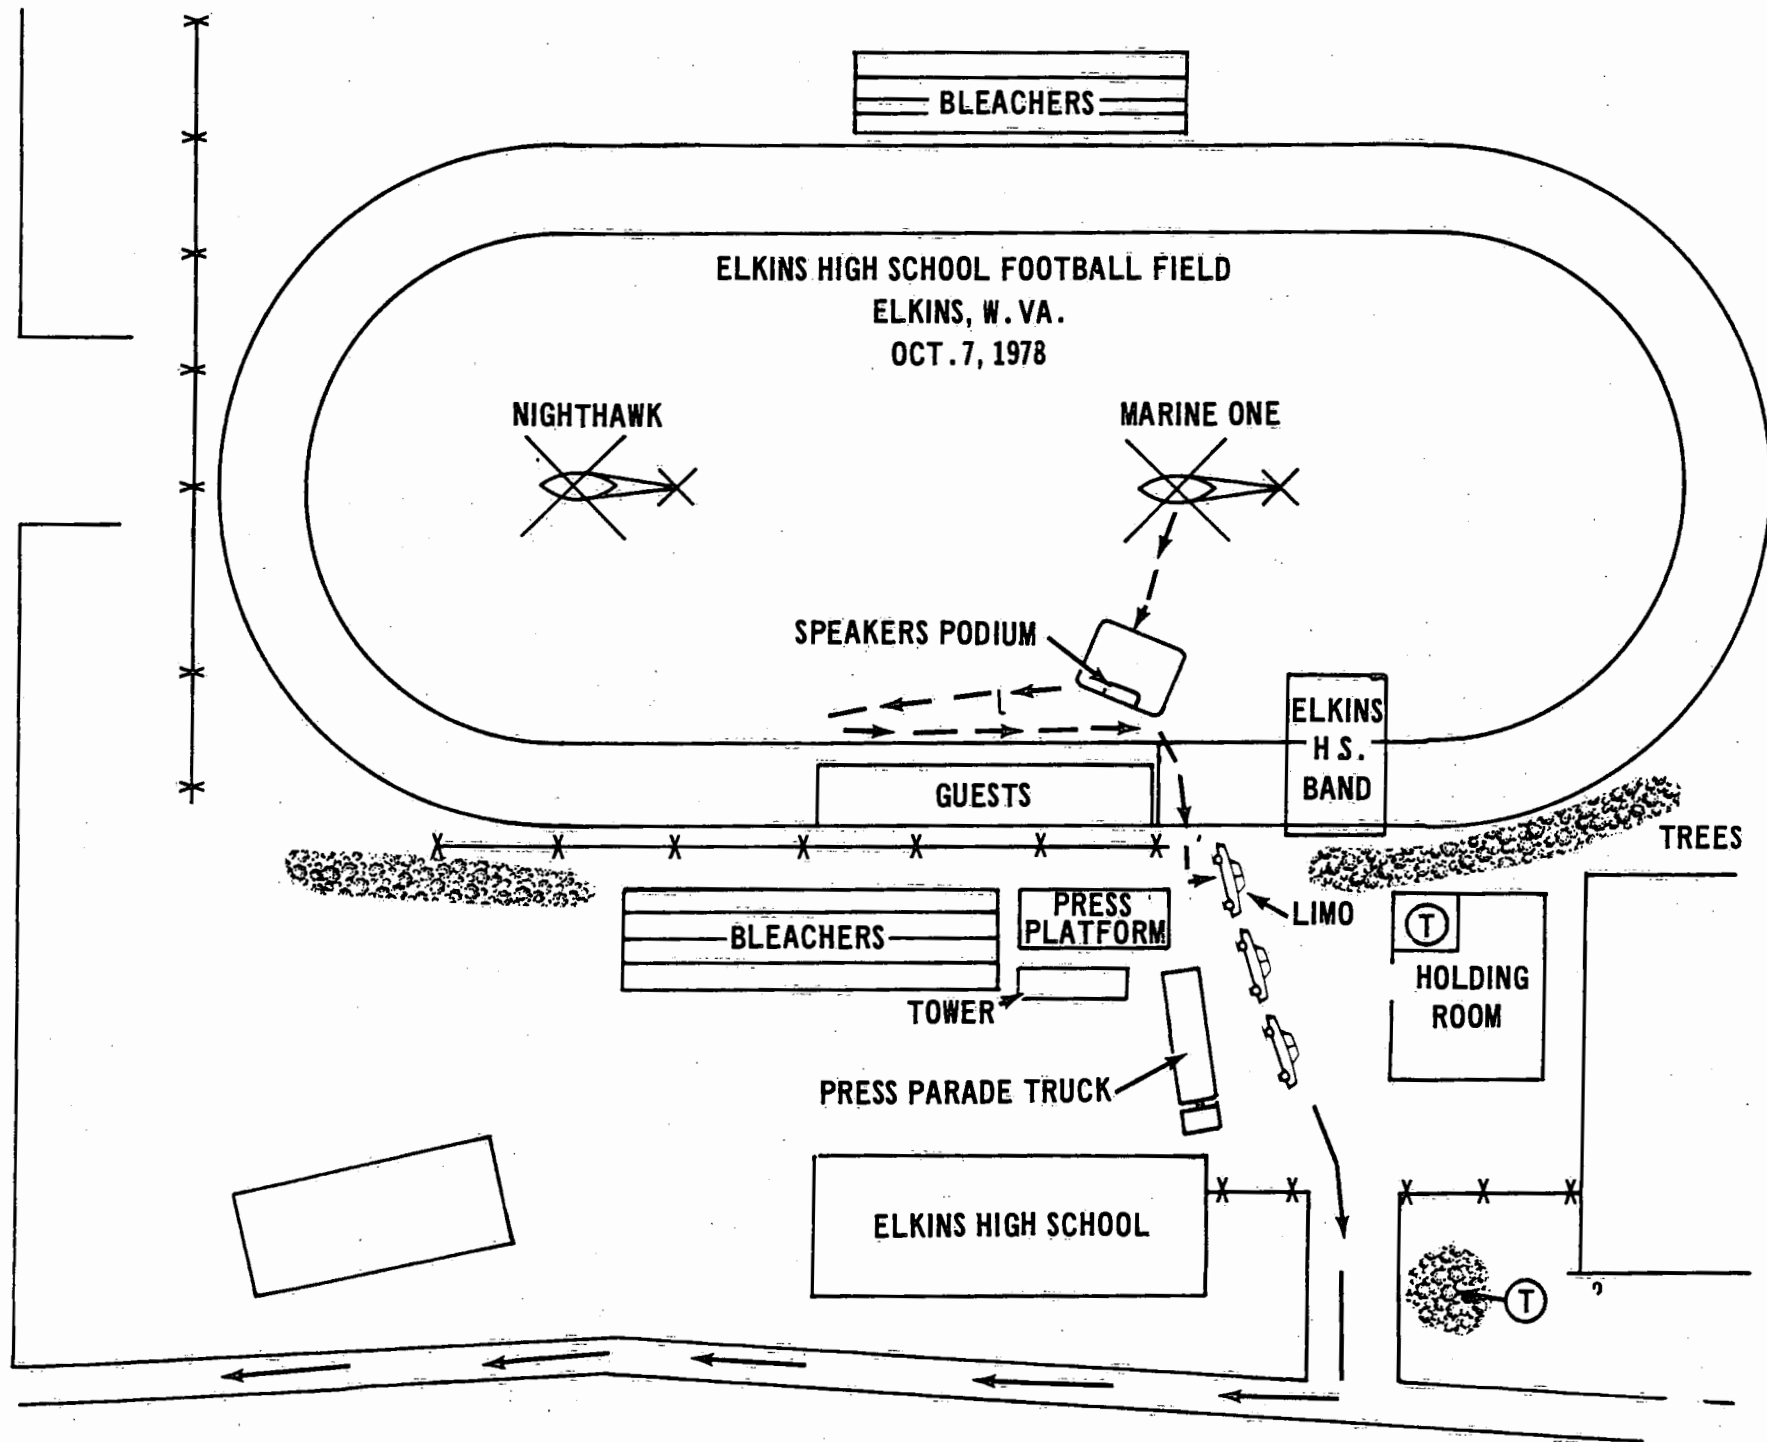 BLEACHERS
ELKINS HIGH SCHOOL FOOTBALL FIELD
ELKINS, W. VA.
OCT. 7, 1978
NIGHTHAWK
MARINE ONE
SPEAKERS PODIUM
ELKINS
H S.
BAND
GUESTS
TREES
PRESS
PLATFORM
LIMO
T
BLEACHERS
HOLDING
ROOM
TOWER
PRESS PARADE TRUCK
ELKINS HIGH SCHOOL
T